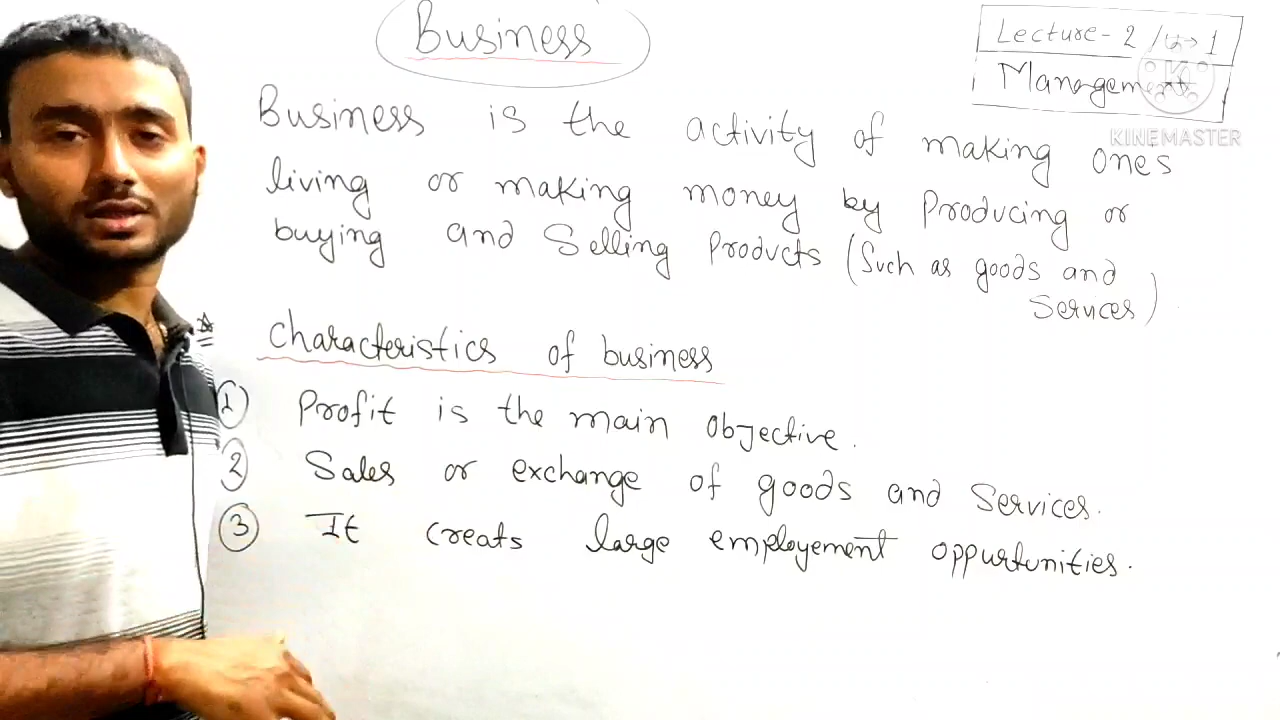 Business
Lecture-2 / U→1
Management
KINEMASTER
Business is the activity of making one's
living or making money by Producing or
buying and Selling Products (Such as goods and
Services)
Characteristics of business
1 Profit is the main Objective.
2 Sales or exchange of goods and Services.
3 It creats large employement oppurtunities.